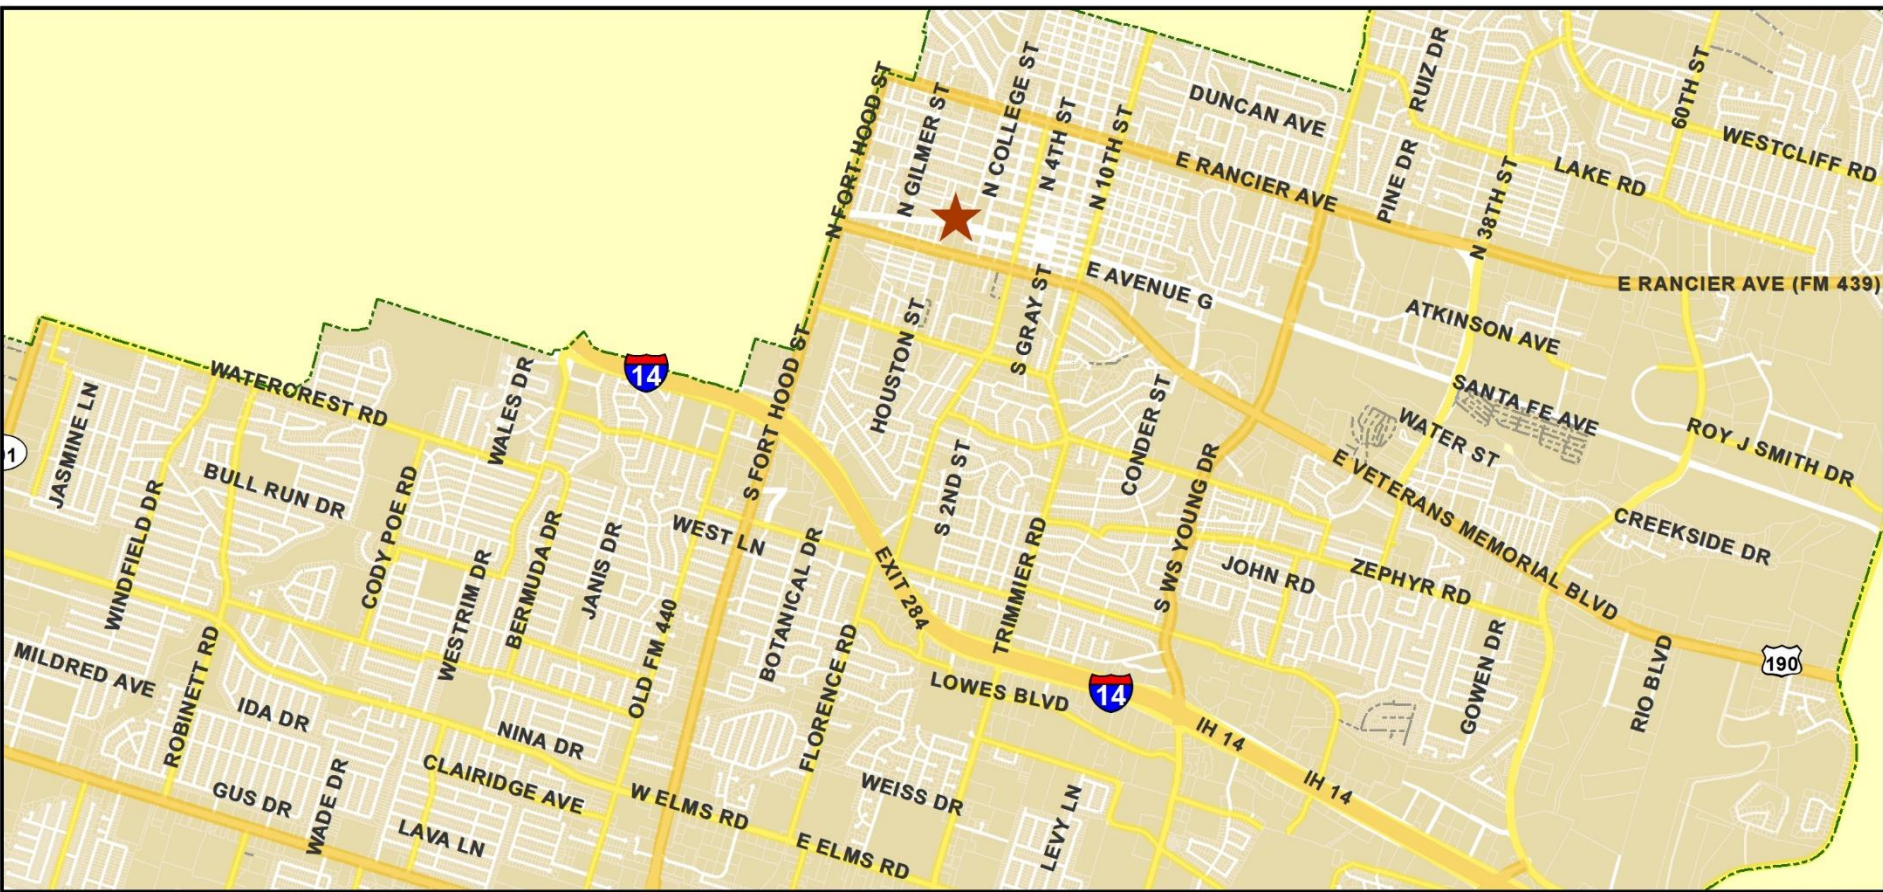 N FORT HOOD ST
N GILMER ST
N COLLEGE ST
N 4TH ST
N 10TH ST
DUNCAN AVE
E RANCIER AVE
PINE DR
RUIZ DR
N 38TH ST
LAKE RD
60TH ST
WESTCLIFF RD
E AVENUE G
E RANCIER AVE (FM 439)
ATKINSON AVE
S GRAY ST
HOUSTON ST
S FORT HOOD ST
14
WATERCREST RD
WALES DR
JASMINE LN
01
WINDFIELD DR
BULL RUN DR
CODY POE RD
WESTRIM DR
BERMUDA DR
JANIS DR
WEST LN
OLD FM 440
BOTANICAL DR
EXIT 284
S 2ND ST
TRIMMIER RD
CONDER ST
S WS YOUNG DR
SANTA FE AVE
WATER ST
ROY J SMITH DR
E VETERANS MEMORIAL BLVD
CREEKSIDE DR
JOHN RD
ZEPHYR RD
GOWEN DR
RIO BLVD
190
MILDRED AVE
ROBINETT RD
IDA DR
NINA DR
FLORENCE RD
LOWES BLVD
14
IH 14
IH 14
GUS DR
WADE DR
CLAIRIDGE AVE
LAVA LN
W ELMS RD
E ELMS RD
WEISS DR
LEVY LN